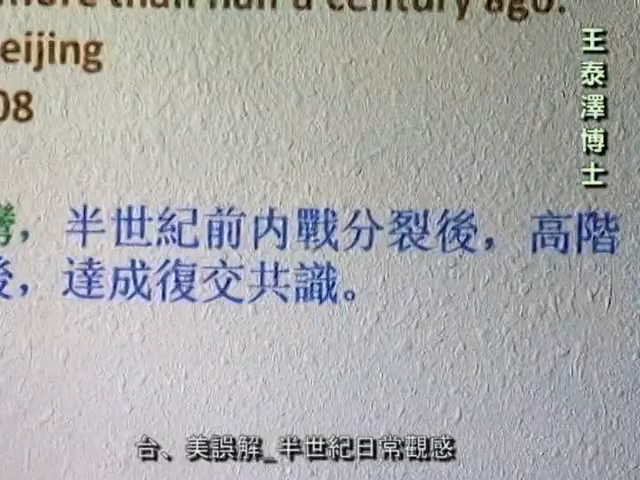 more than half a century ago.
eijing
08
王泰澤博士
灣，半世紀前內戰分裂後，高階
後，達成復交共識。
台、美誤解_半世紀日常觀感